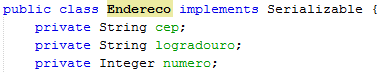 public class Endereco implements Serializable {
private String cep;
private String logradouro;
private Integer numero;